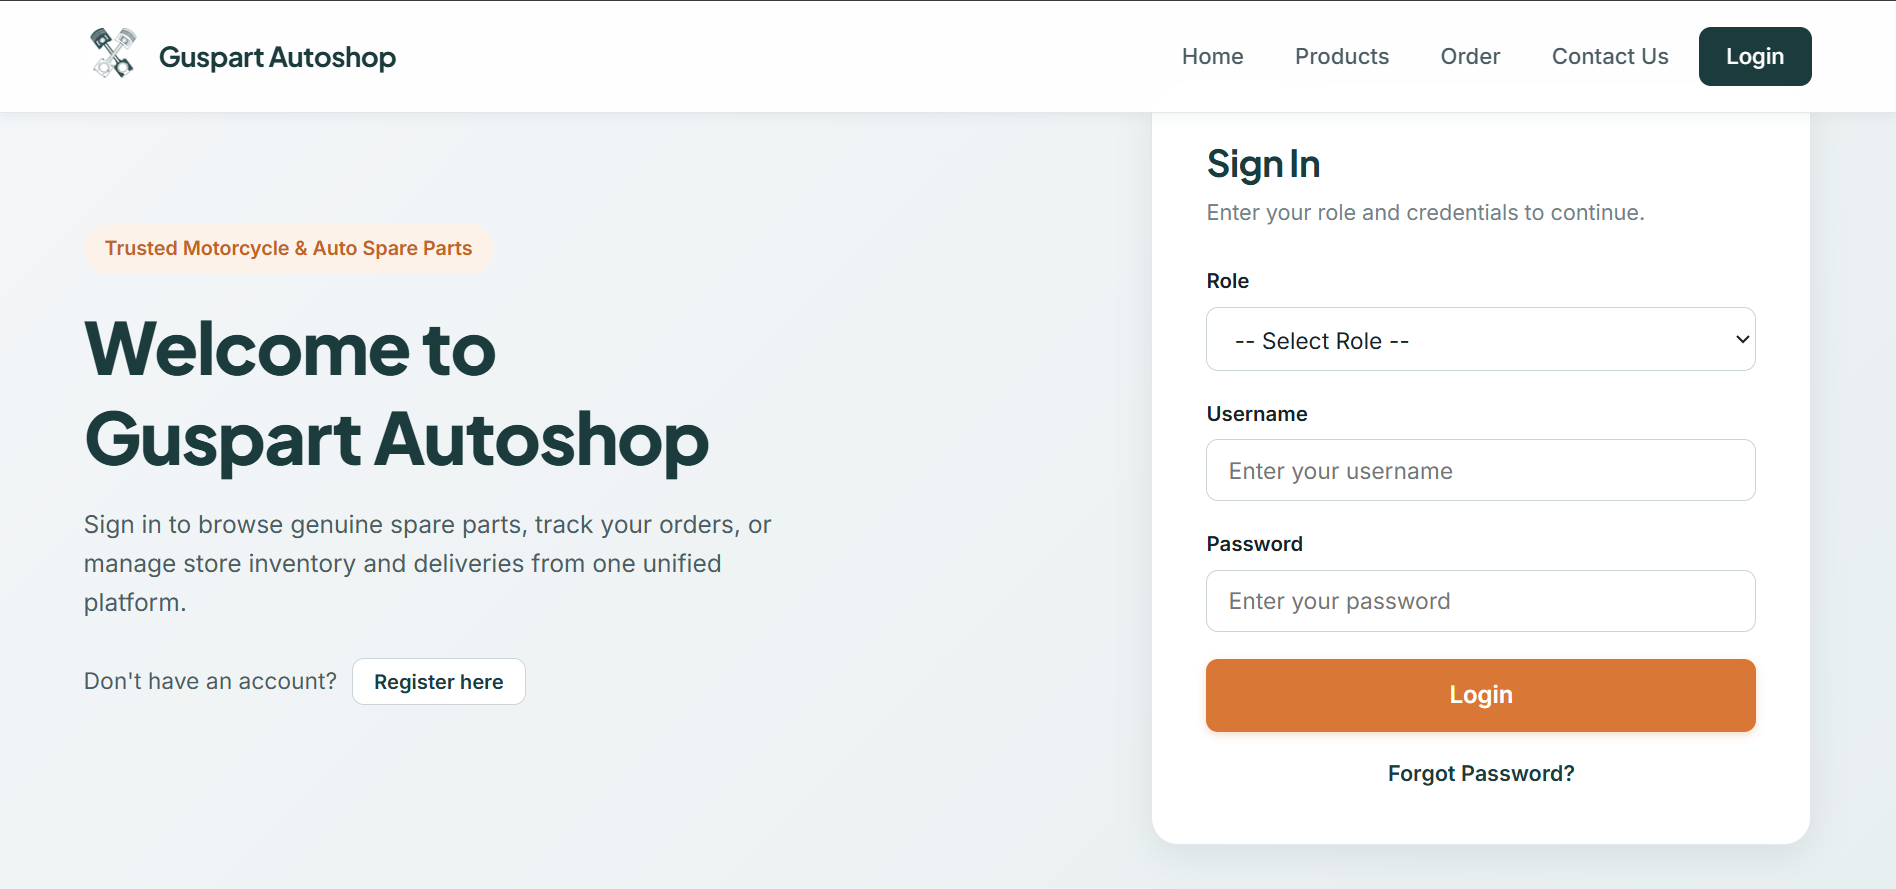 Guspart Autoshop
Home
Products
Order
Contact Us
Login
Trusted Motorcycle & Auto Spare Parts
Welcome to
Guspart Autoshop
Sign in to browse genuine spare parts, track your orders, or
manage store inventory and deliveries from one unified
platform.
Don't have an account?
Register here
Sign In
Enter your role and credentials to continue.
Role
-- Select Role --
Username
Enter your username
Password
Enter your password
Login
Forgot Password?